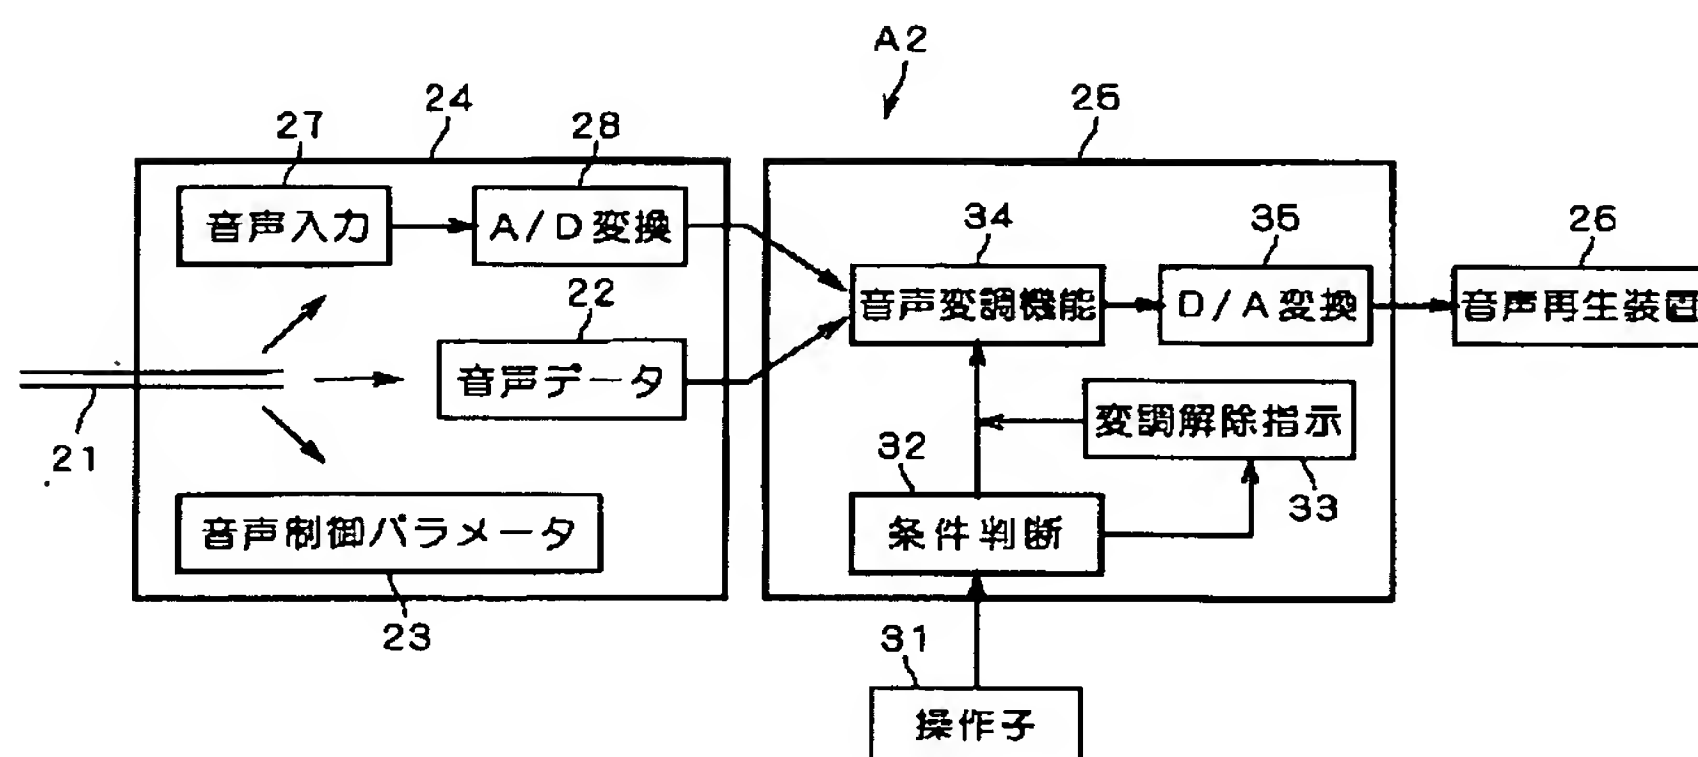 A2
24
25
27
28
音声入力
A/D変換
34
35
26
22
音声変調機能
D/A変換
音声再生装置
音声データ
21
変調解除指示
32
33
音声制御パラメータ
条件判断
23
31
操作子